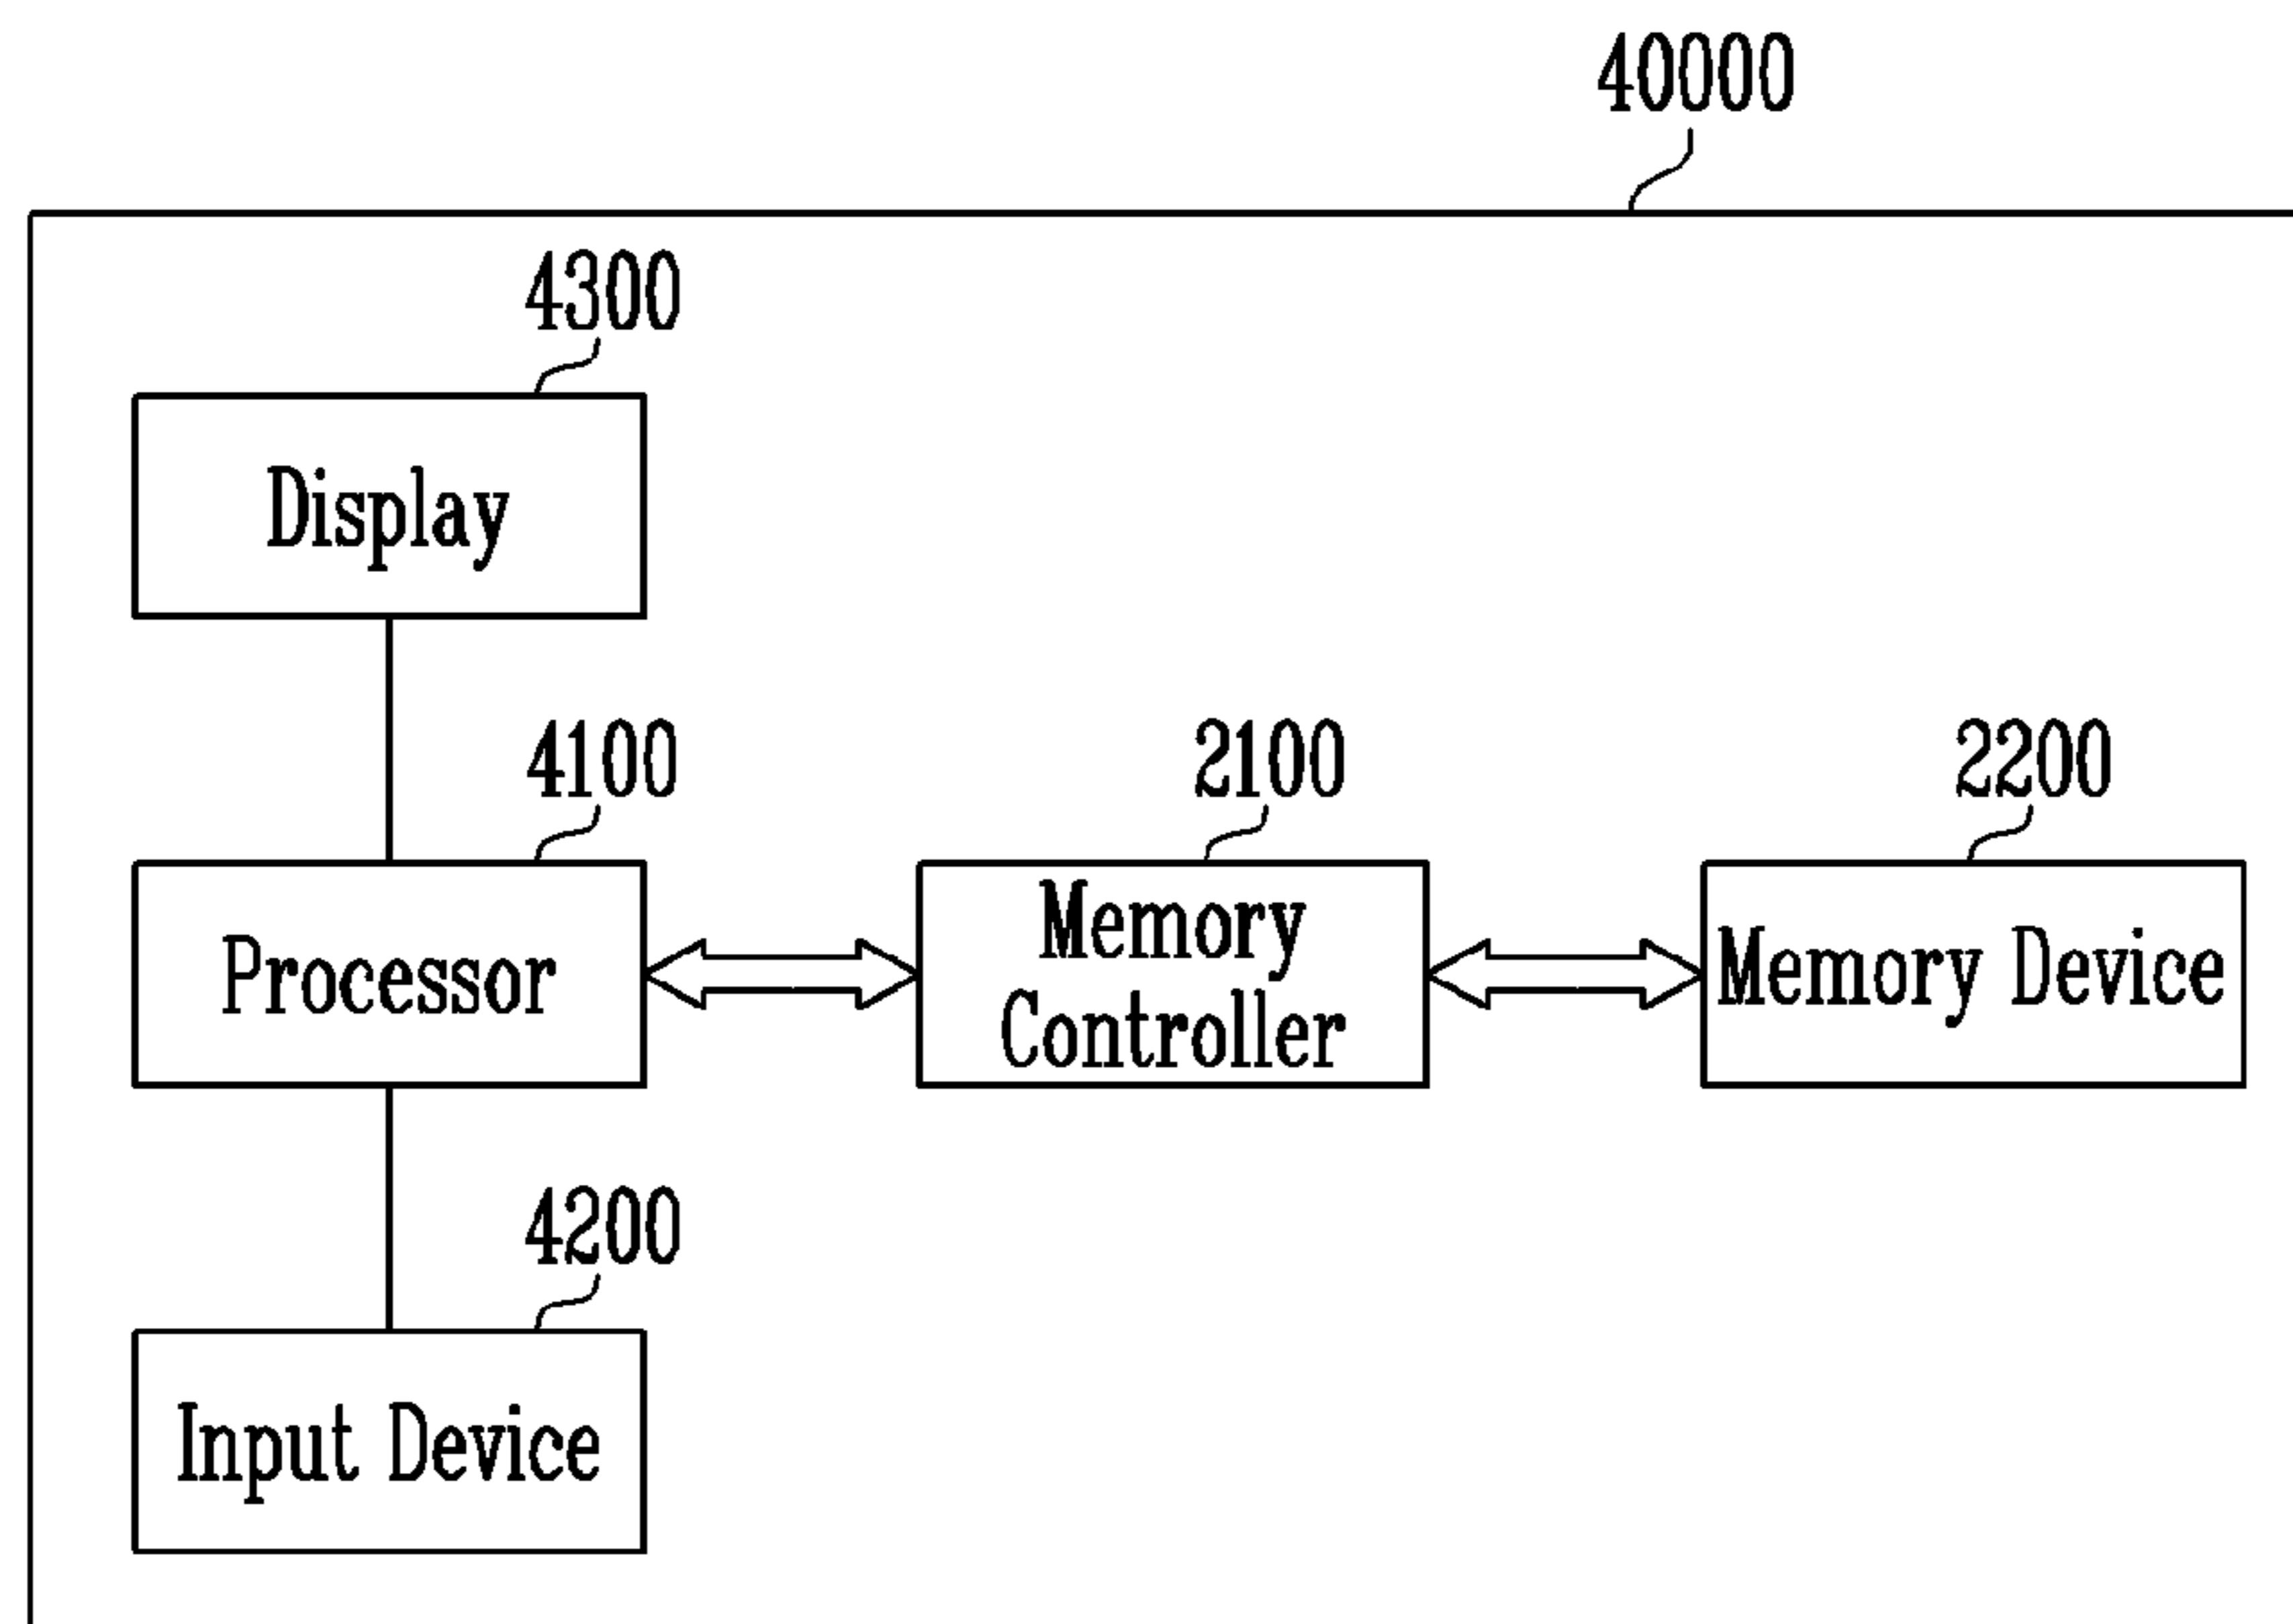 40000
4300
Display
4100
2100
2200
Processor
Memory
Controller
Memory Device
4200
Input Device